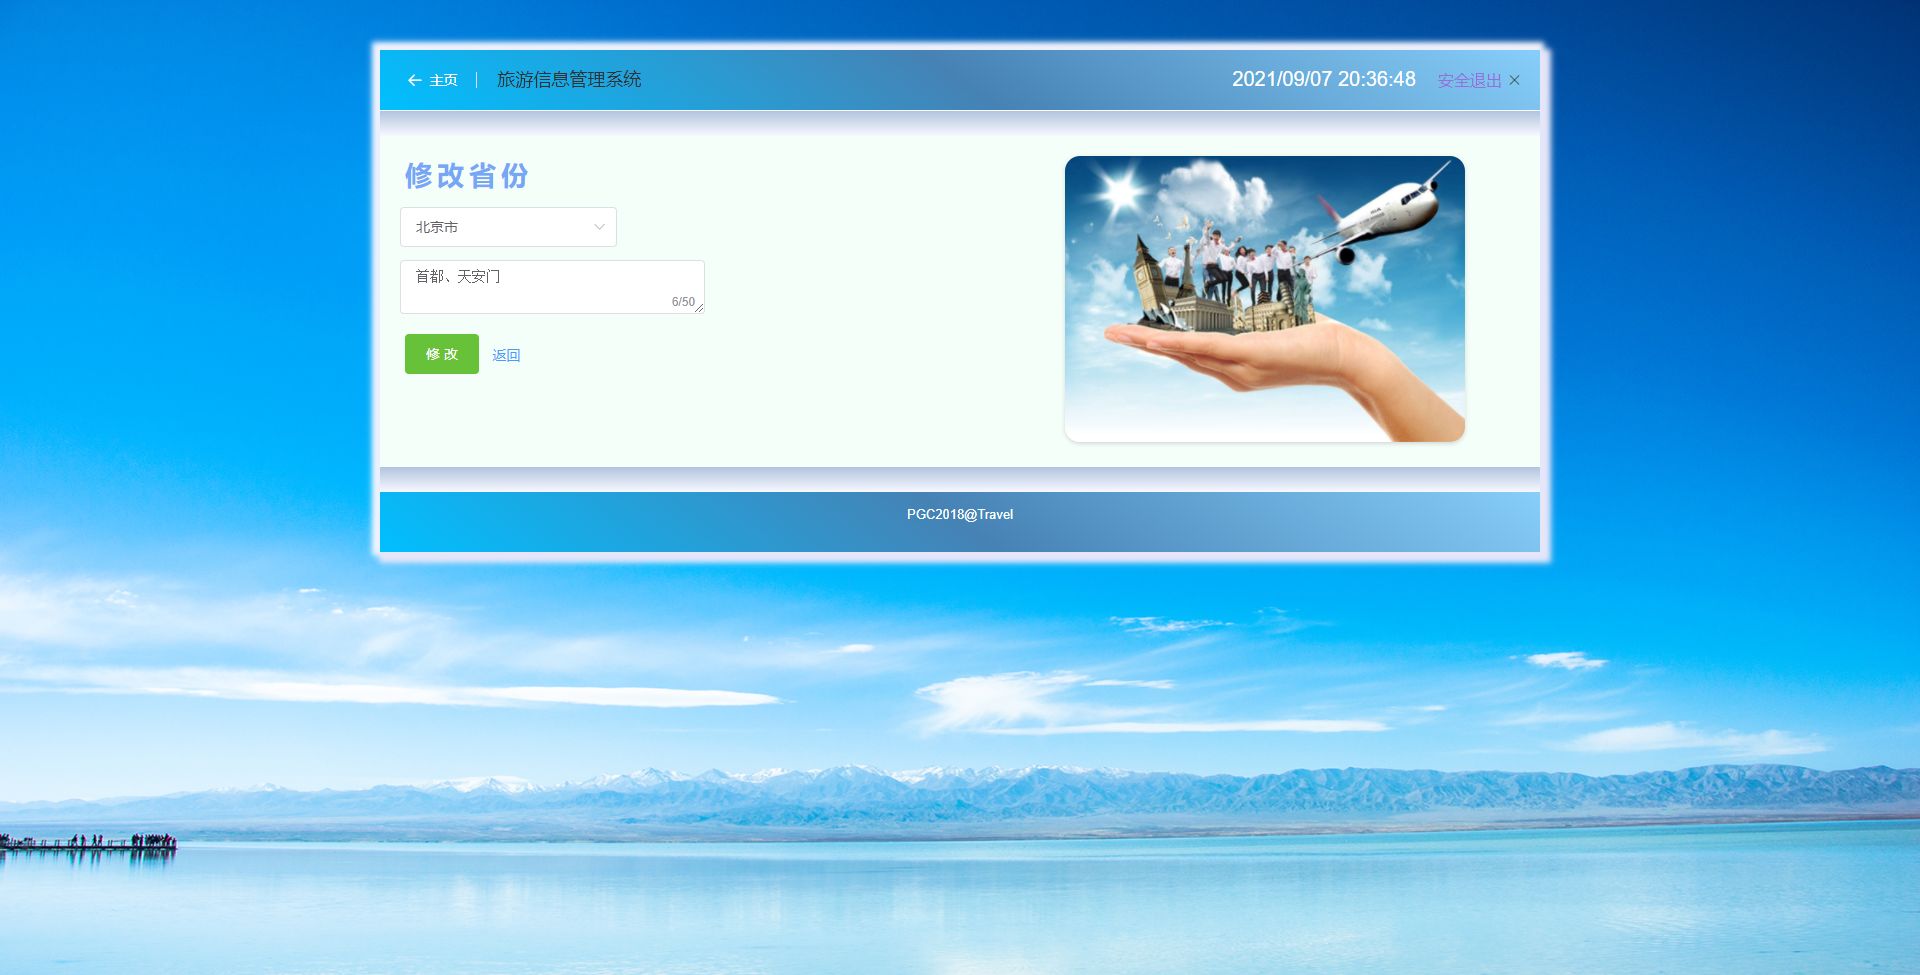 主页
旅游信息管理系统
2021/09/07 20:36:48
安全退出
修改省份
北京市
首都、天安门
6/50
修 改
返回
PGC2018@Travel